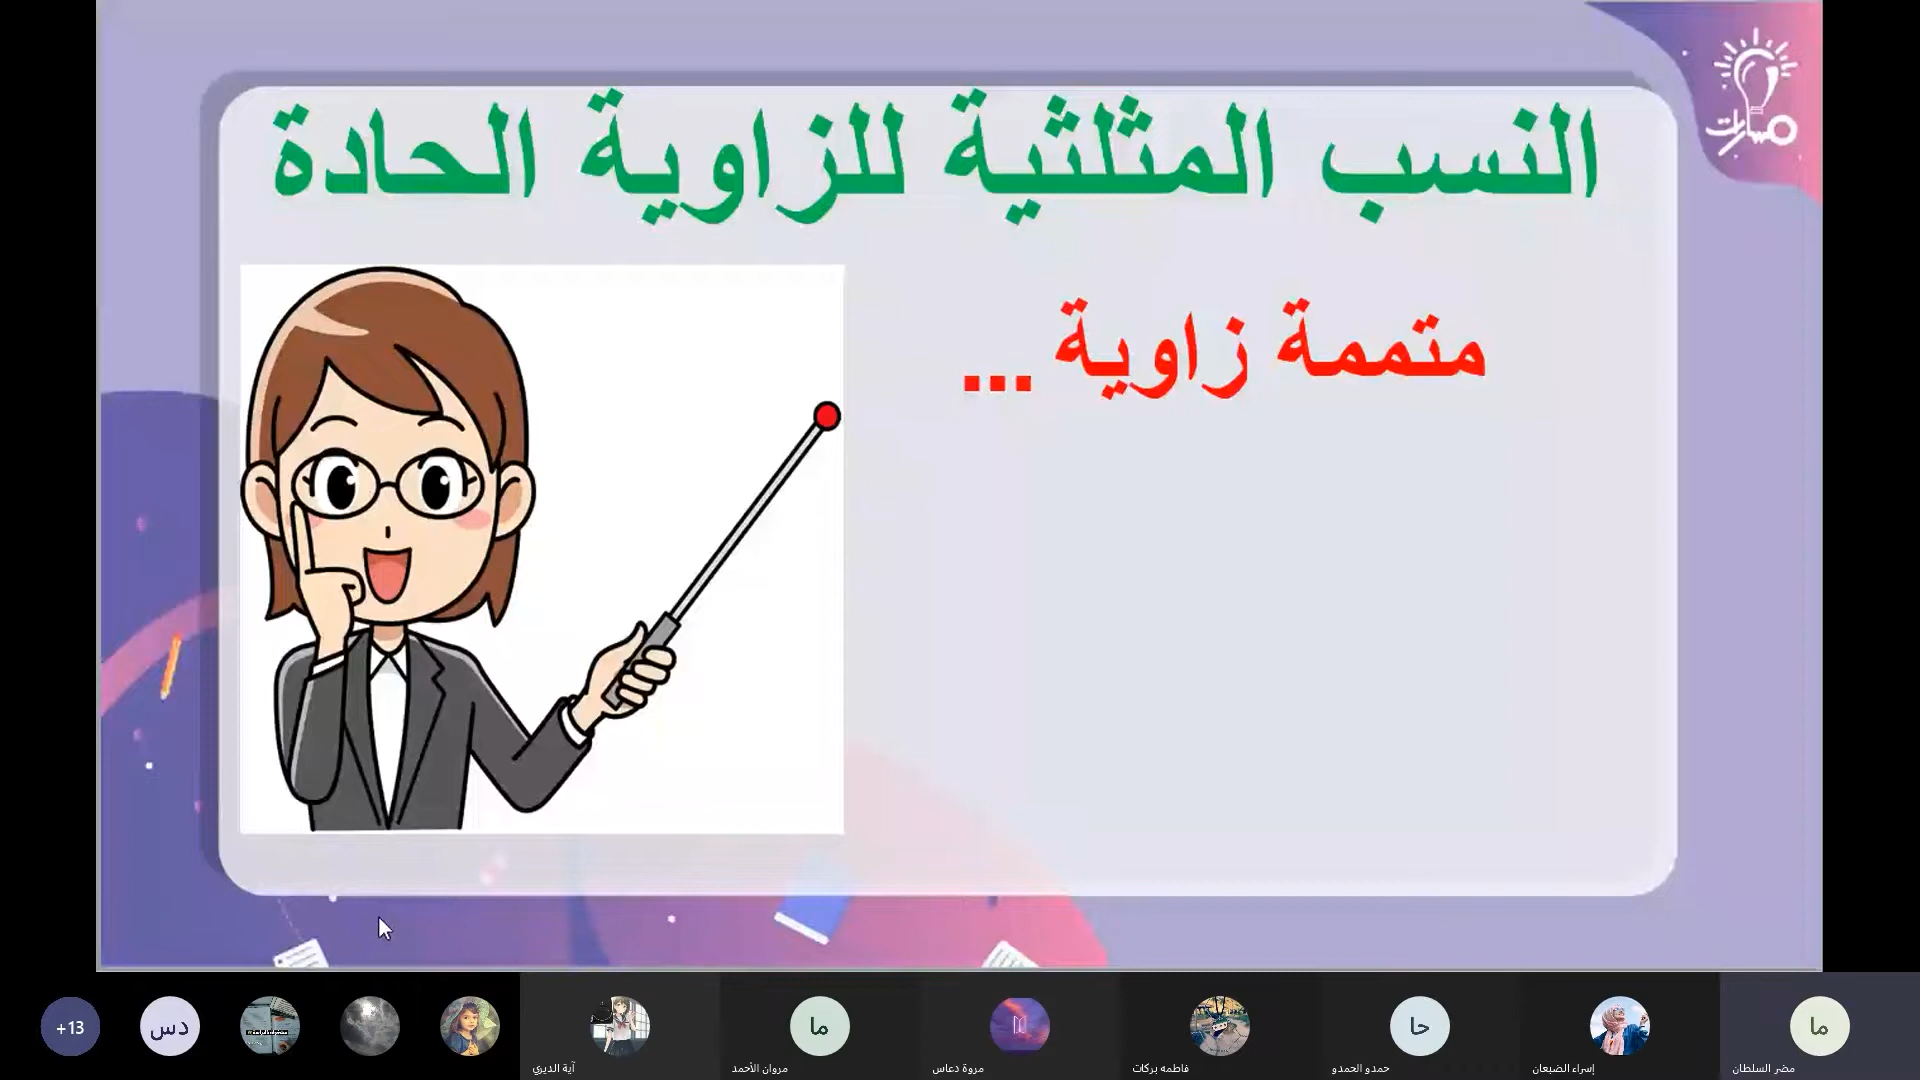 مسارات
النسب المثلثية للزاوية الحادة
متممة زاوية ...
+13
دس
ما
حا
ما
آية الديري
مروان الأحمد
مروة دعاس
فاطمه بركات
حمدو الحمدو
إسراء الضبعان
مضر السلطان